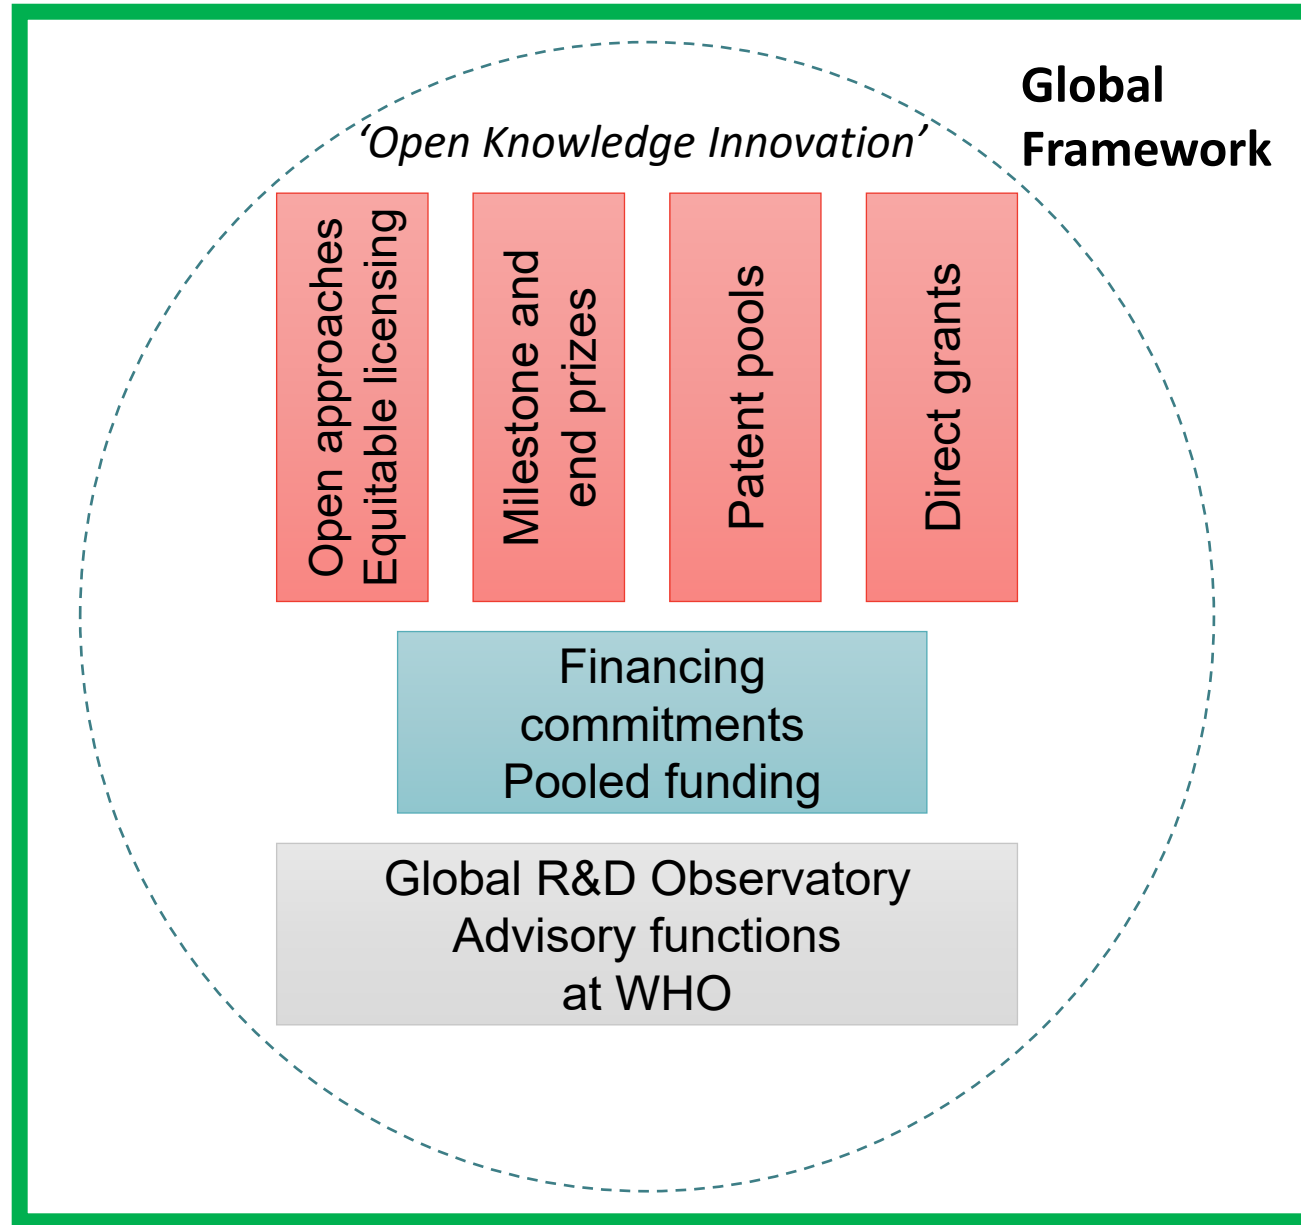 Global
Framework
‘Open Knowledge Innovation’
Open approaches
Equitable licensing
Milestone and
end prizes
Patent pools
Direct grants
Financing
commitments
Pooled funding
Global R&D Observatory
Advisory functions
at WHO